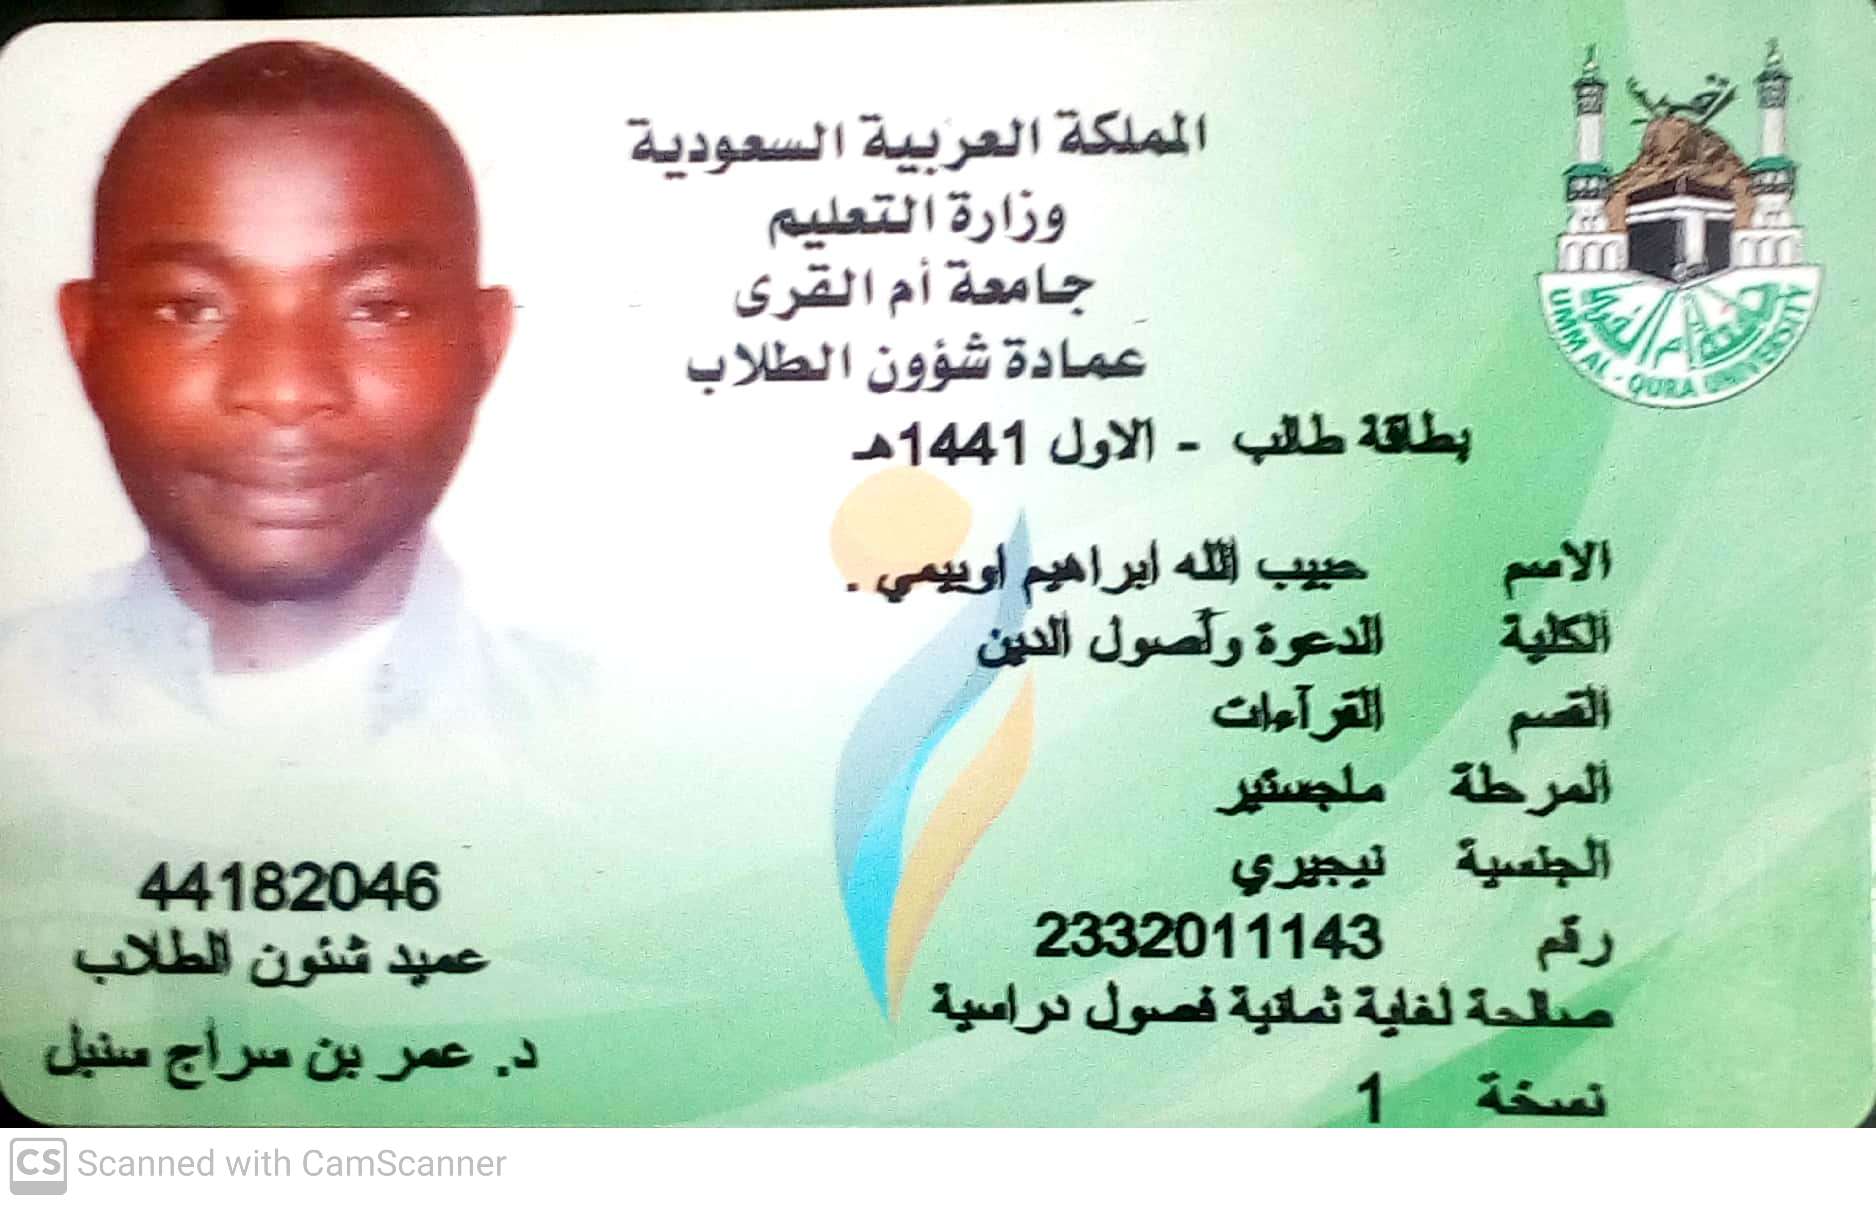 المملكة العربية السعودية
وزارة التعليم
جامعة أم القرى
عمادة شؤون الطلاب
بطاقة طالب - الاول 1441هـ
جامعة أم القرى
UMM AL - QURA UNIVERSITY
الاسم حبيب الله ابراهيم اوييمي .
الكلية الدعوة وأصول الدين
القسم القرآءات
المرحلة ماجستير
الجنسية نيجيري
رقم 2332011143
صالحة لغاية ثمانية فصول دراسية
نسخة 1
44182046
عميد شئون الطلاب
د. عمر بن سراج سنبل
CS Scanned with CamScanner